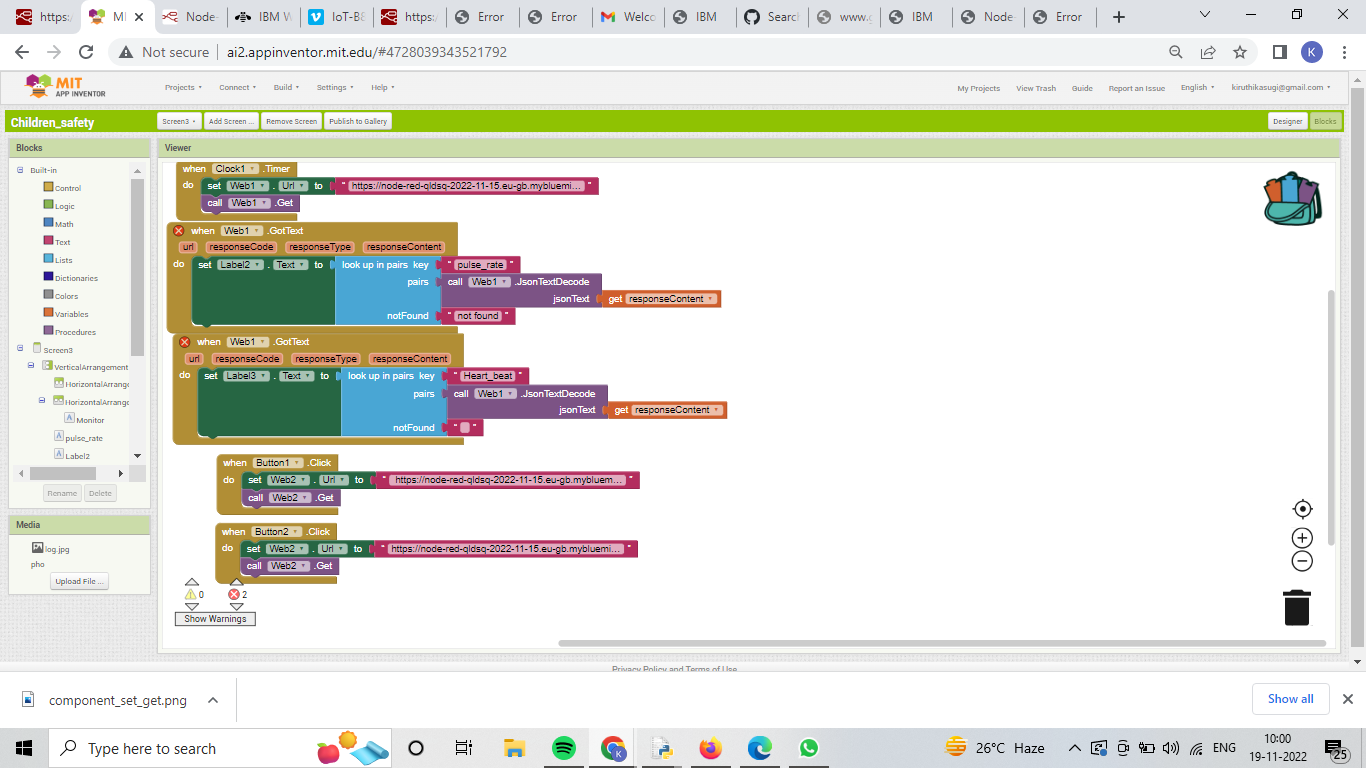 https:/
MI
Node-
IBM W
IoT-BE
https:/
Error
Error
Welco
IBM
Search
www.g
IBM
Node-
Error
Not secure
ai2.appinventor.mit.edu/#4728039343521792
K
MIT
APP INVENTOR
Projects
Connect
Build
Settings
Help
My Projects
View Trash
Guide
Report an Issue
English
kiruthikasugi@gmail.com
Children_safety
Screen3
Add Screen ...
Remove Screen
Publish to Gallery
Designer
Blocks
Blocks
Viewer
Built-in
Control
Logic
Math
Text
Lists
Dictionaries
Colors
Variables
Procedures
Screen3
VerticalArrangement
HorizontalArrange
HorizontalArrange
Monitor
pulse_rate
Label2
Rename
Delete
Media
log.jpg
pho
Upload File ...
when Clock1 .Timer
do set Web1 . Url to " https://node-red-qldsq-2022-11-15.eu-gb.mybluemi... "
call Web1 .Get
when Web1 .GotText
url responseCode responseType responseContent
do set Label2 . Text to look up in pairs key " pulse_rate "
pairs call Web1 .JsonTextDecode
jsonText get responseContent
notFound " not found "
when Web1 .GotText
url responseCode responseType responseContent
do set Label3 . Text to look up in pairs key " Heart_beat "
pairs call Web1 .JsonTextDecode
jsonText get responseContent
notFound " "
when Button1 .Click
do set Web2 . Url to " https://node-red-qldsq-2022-11-15.eu-gb.mybluem... "
call Web2 .Get
when Button2 .Click
do set Web2 . Url to " https://node-red-qldsq-2022-11-15.eu-gb.mybluemi... "
call Web2 .Get
0
2
Show Warnings
Privacy Policy and Terms of Use
component_set_get.png
Show all
Type here to search
K
26°C Haze
ENG
10:00
19-11-2022
25